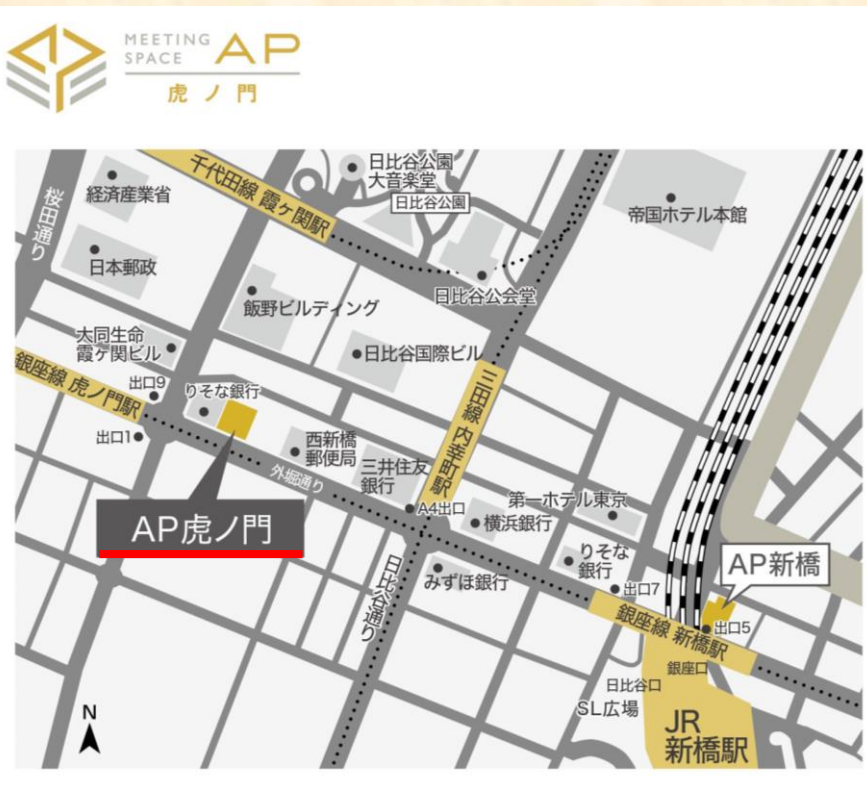 MEETING
SPACE AP
虎ノ門
日比谷公園
大音楽堂
千代田線 霞ヶ関駅
経済産業省
桜田通り
日比谷公園
帝国ホテル本館
日本郵政
日比谷公会堂
飯野ビルディング
大同生命
霞ヶ関ビル
日比谷国際ビル
銀座線 虎ノ門駅
出口9
りそな銀行
三田線 内幸町駅
出口1
西新橋
郵便局
三井住友
銀行
外堀通り
第一ホテル東京
A4出口
横浜銀行
AP虎ノ門
りそな
銀行
AP新橋
日比谷通り
みずほ銀行
出口7
銀座線 新橋駅
出口5
銀座口
日比谷口
SL広場
JR
新橋駅
N